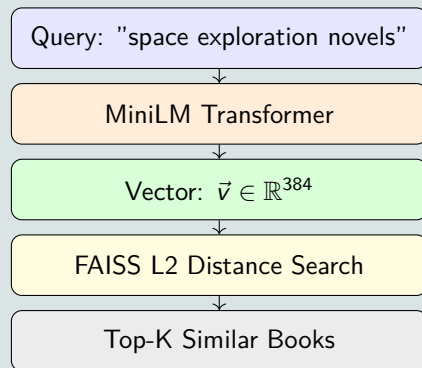 Query: ”space exploration novels”
MiniLM Transformer
Vector: v⃗ ∈ ℝ³⁸⁴
FAISS L2 Distance Search
Top-K Similar Books